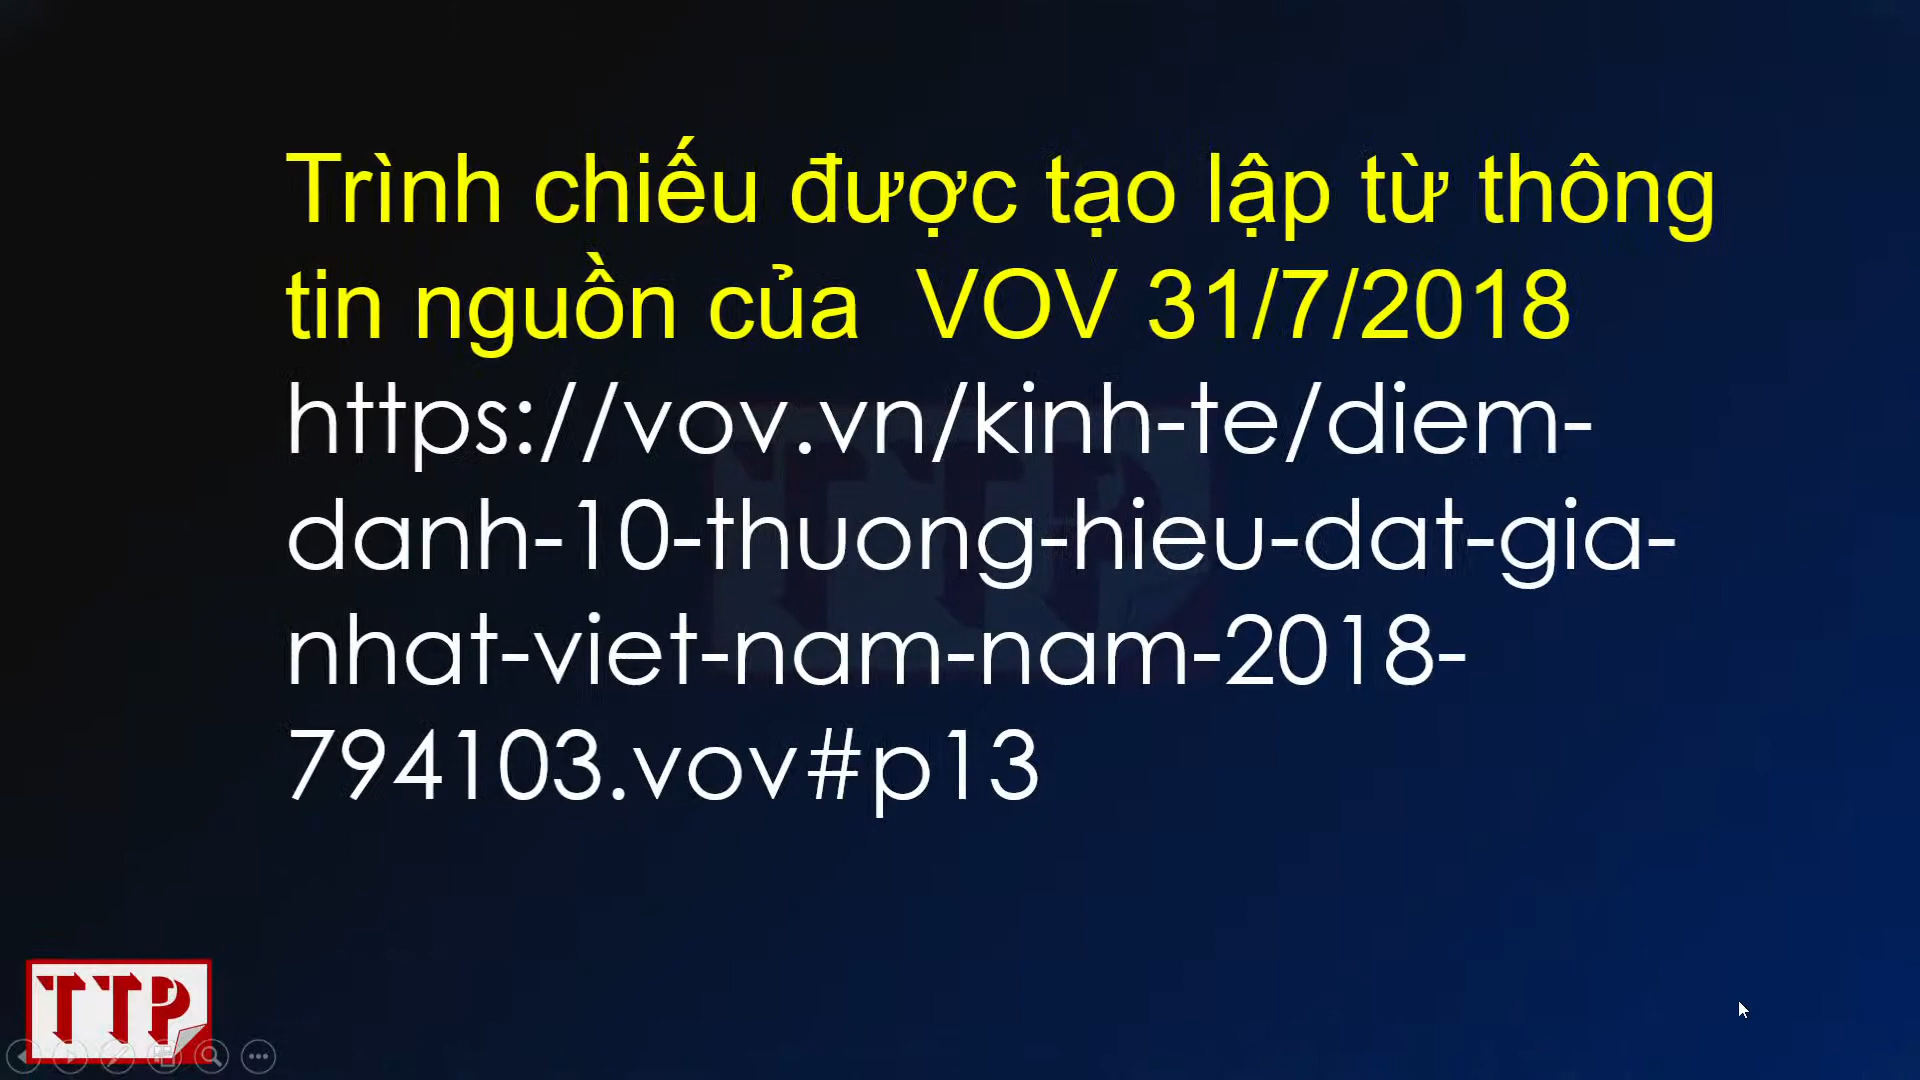 Trình chiếu được tạo lập từ thông
tin nguồn của  VOV 31/7/2018
https://vov.vn/kinh-te/diem-
danh-10-thuong-hieu-dat-gia-
nhat-viet-nam-nam-2018-
794103.vov#p13
TTP
TTP